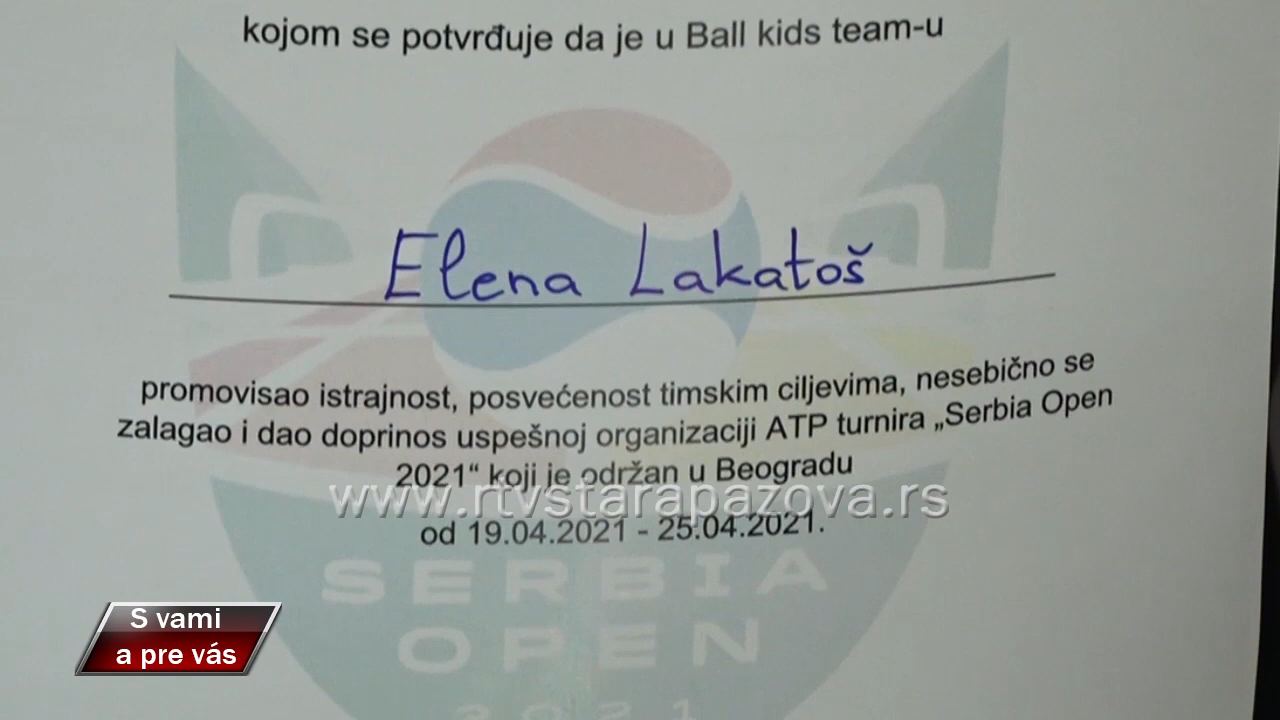 kojom se potvrđuje da je u Ball kids team-u
Elena Lakatoš
promovisao istrajnost, posvećenost timskim ciljevima, nesebično se
zalagao i dao doprinos uspešnoj organizaciji ATP turnira „Serbia Open
2021“ koji je održan u Beogradu
www.rtvstarapazova.rs
od 19.04.2021 - 25.04.2021.
SERBIA
OPEN
2021
S vami
a pre vás